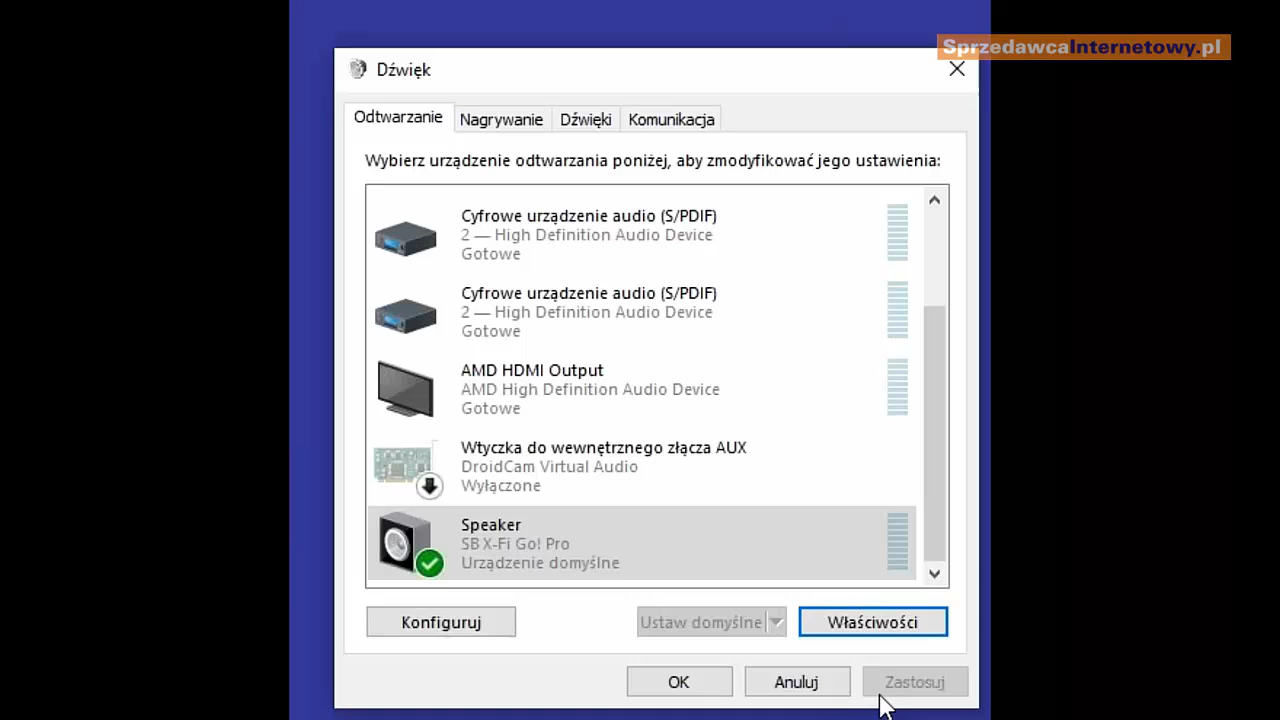 SprzedawcaInternetowy.pl
Dźwięk
Odtwarzanie
Nagrywanie
Dźwięki
Komunikacja
Wybierz urządzenie odtwarzania poniżej, aby zmodyfikować jego ustawienia:
Cyfrowe urządzenie audio (S/PDIF)
2 — High Definition Audio Device
Gotowe
Cyfrowe urządzenie audio (S/PDIF)
2 — High Definition Audio Device
Gotowe
AMD HDMI Output
AMD High Definition Audio Device
Gotowe
Wtyczka do wewnętrznego złącza AUX
DroidCam Virtual Audio
Wyłączone
Speaker
SB X-Fi Go! Pro
Urządzenie domyślne
Konfiguruj
Ustaw domyślne
Właściwości
OK
Anuluj
Zastosuj